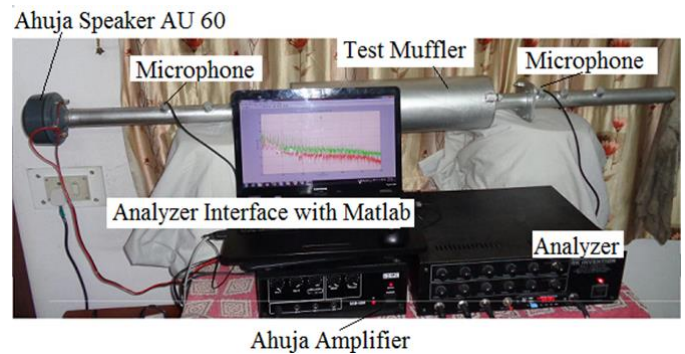 Ahuja Speaker AU 60
Test Muffler
Microphone
Microphone
Analyzer Interface with Matlab
Analyzer
Ahuja Amplifier